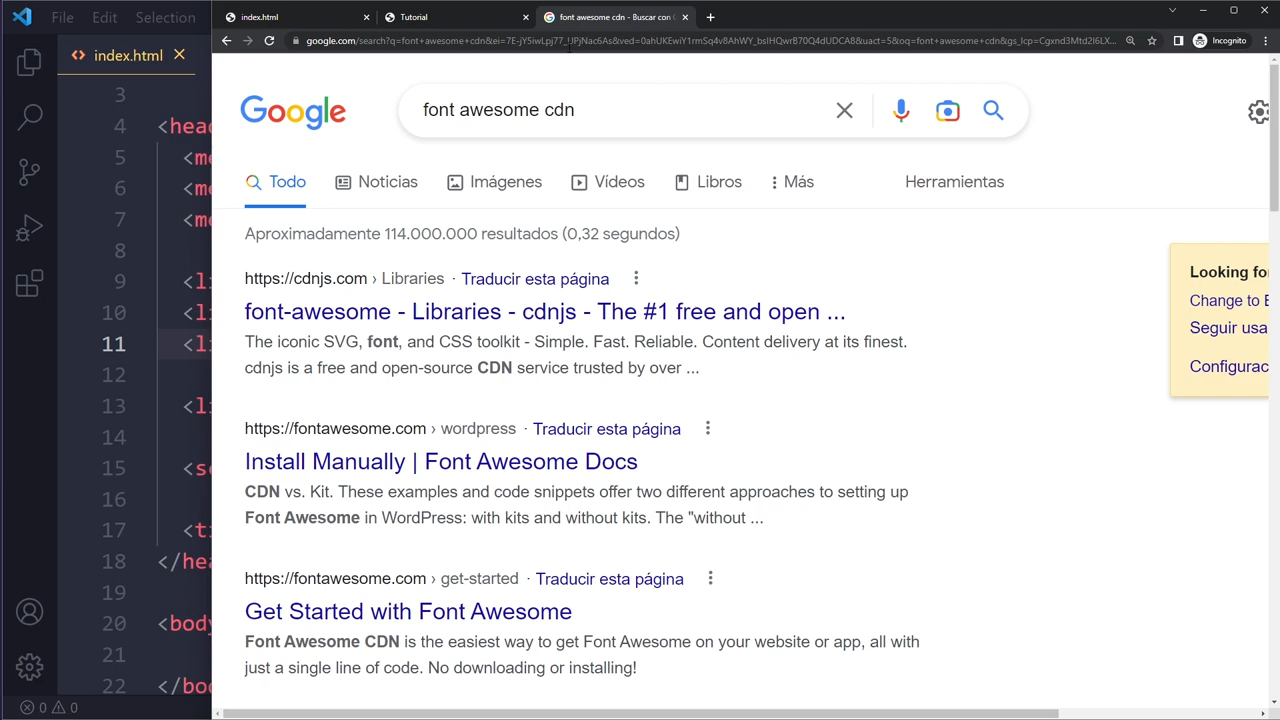 File Edit Selection
index.html
Tutorial
font awesome cdn - Buscar con
index.html
google.com/search?
Incognito
Google
font awesome cdn
Todo
Noticias
Imágenes
Vídeos
Libros
Más
Herramientas
Aproximadamente 114.000.000 resultados (0,32 segundos)
https://cdnjs.com › Libraries · Traducir esta página
font-awesome - Libraries - cdnjs - The #1 free and open ...
The iconic SVG, font, and CSS toolkit - Simple. Fast. Reliable. Content delivery at its finest.
cdnjs is a free and open-source CDN service trusted by over ...
https://fontawesome.com › wordpress · Traducir esta página
Install Manually | Font Awesome Docs
CDN vs. Kit. These examples and code snippets offer two different approaches to setting up
Font Awesome in WordPress: with kits and without kits. The "without ...
https://fontawesome.com › get-started · Traducir esta página
Get Started with Font Awesome
Font Awesome CDN is the easiest way to get Font Awesome on your website or app, all with
just a single line of code. No downloading or installing!
Looking fo
Change to E
Seguir usa
Configurac
3
4 <head
5 <me
6 <me
7 <me
8
9 <li
10 <li
11 <li
12
13 <l
14
15 <s
16
17 <t
18 </hea
19
20 <body
21
22 </bo
0 0